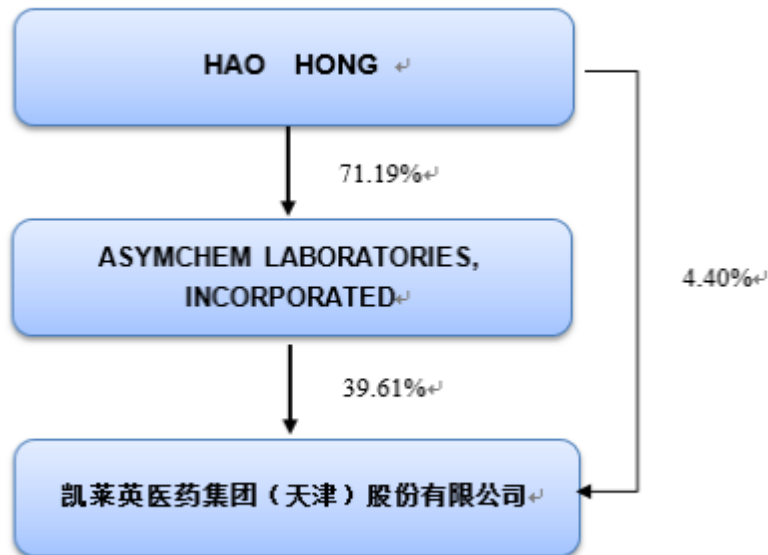 HAO HONG
71.19%
ASYMCHEM LABORATORIES,
INCORPORATED
4.40%
39.61%
凯莱英医药集团（天津）股份有限公司